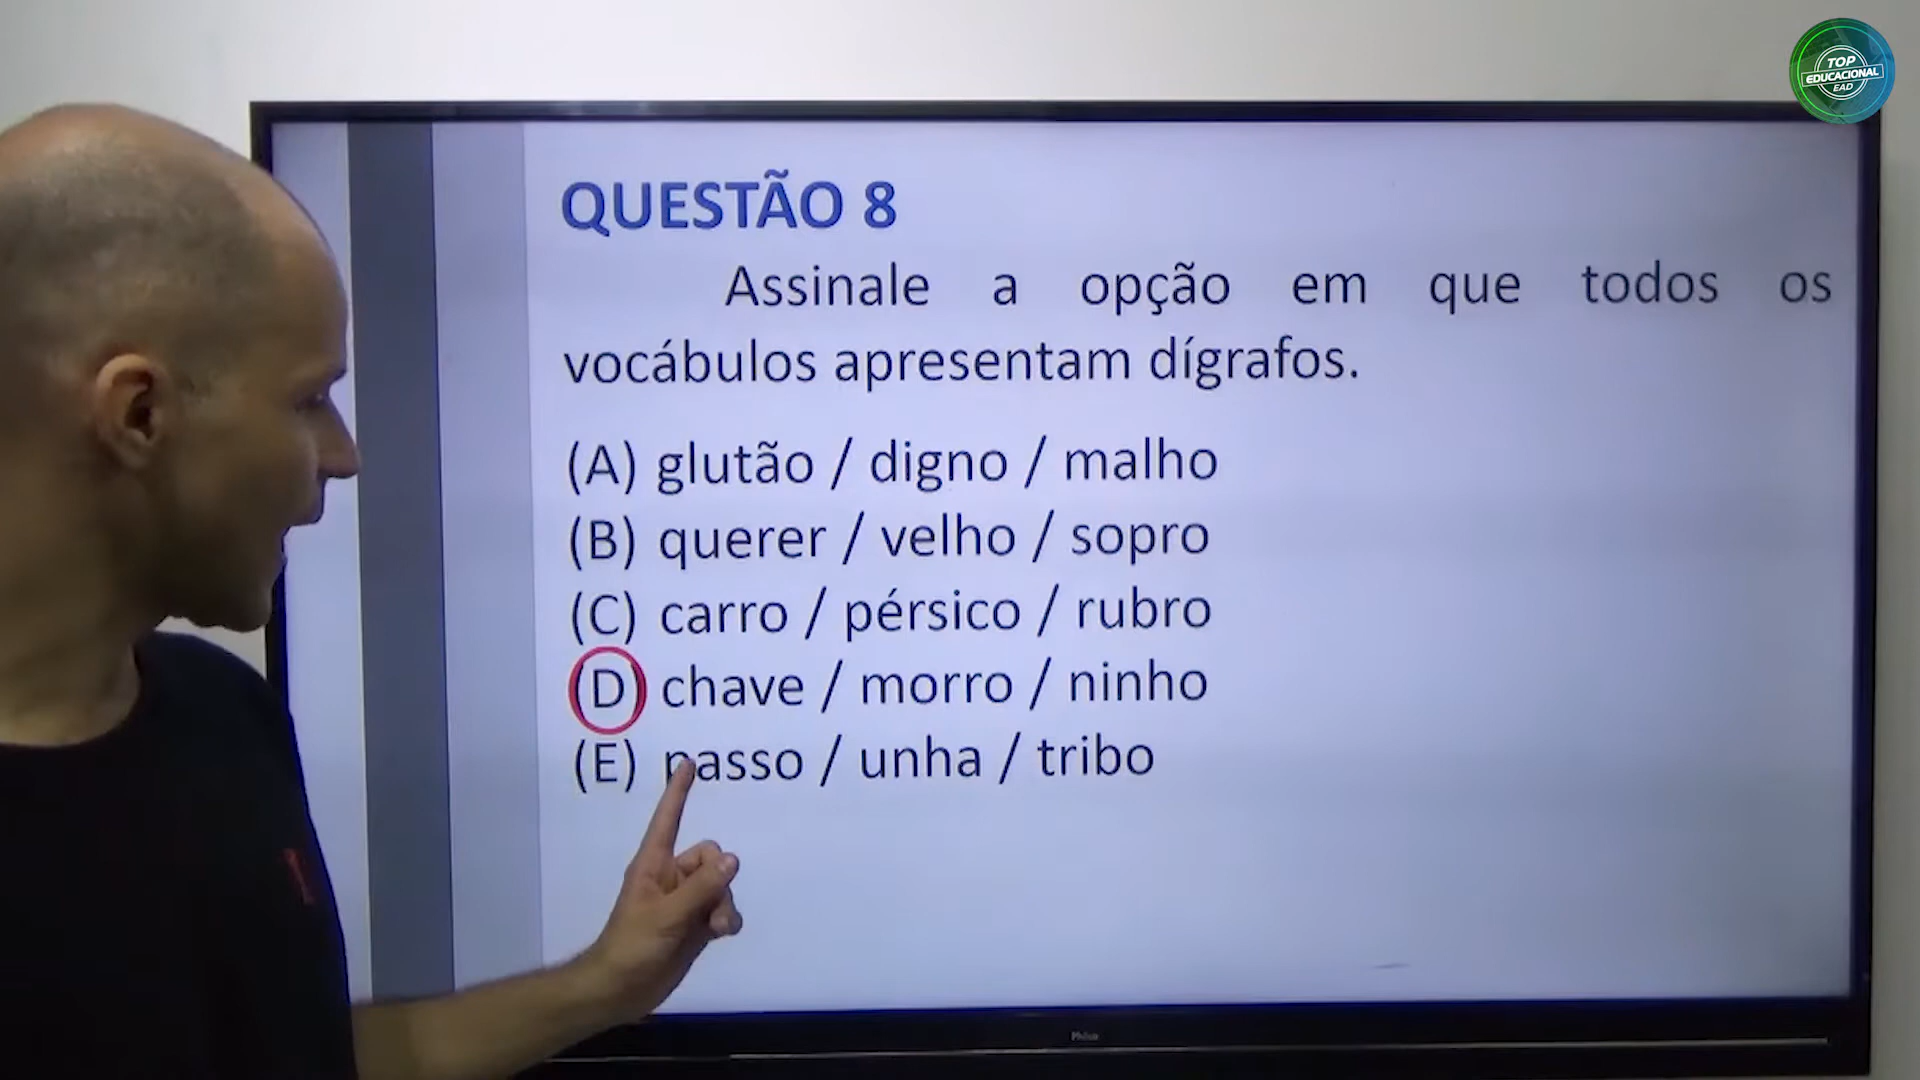 TOP
EDUCACIONAL
EAD
QUESTÃO 8
Assinale a opção em que todos os
vocábulos apresentam dígrafos.
(A) glutão / digno / malho
(B) querer / velho / sopro
(C) carro / pérsico / rubro
(D) chave / morro / ninho
(E) passo / unha / tribo
Philco